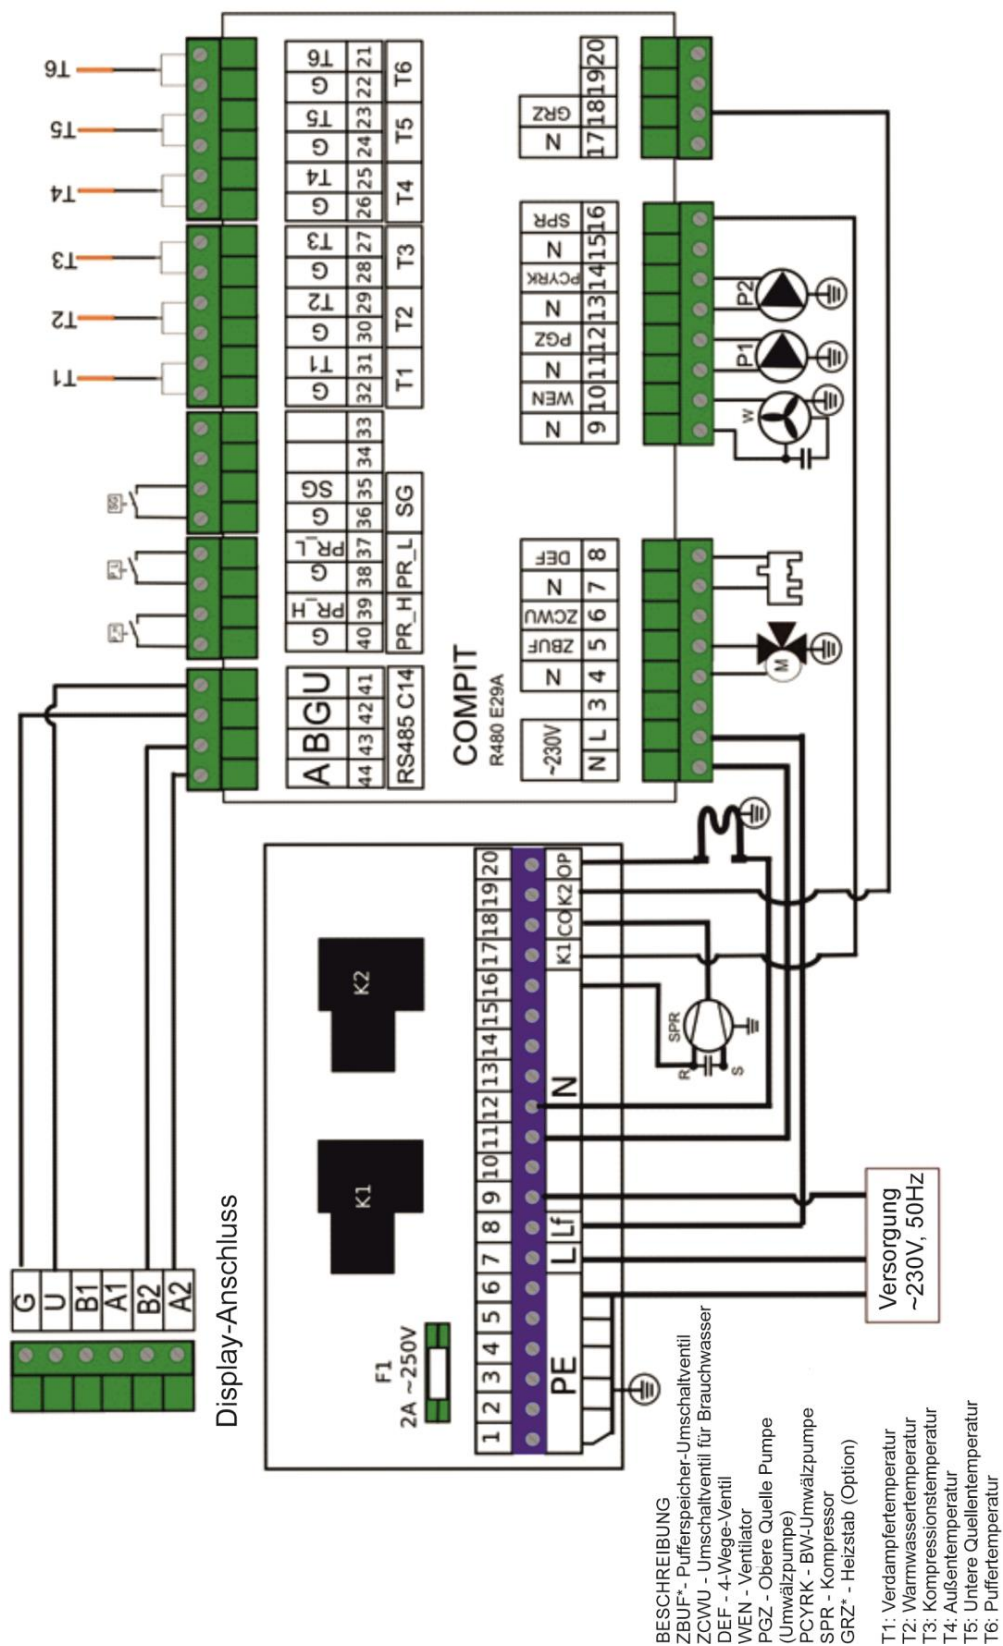 Display-Anschluss
G
U
B1
A1
B2
A2
F1
2A ~250V
K1
K2
1 2 3 4 5 6 7 8 9 10 11 12 13 14 15 16 17 18 19 20
PE L Lf N K1 CO K2 OP
SPR
R
S
Versorgung
~230V, 50Hz
COMPIT
R480 E29A
A B G U
44 43 42 41
RS485 C14
G PR_H G PR_L G SG
40 39 38 37 36 35 34 33
PR_H PR_L SG
G T1 G T2 G T3
32 31 30 29 28 27
T1 T2 T3
G T4 G T5 G T6
26 25 24 23 22 21
T4 T5 T6
T1 T2 T3 T4 T5 T6
~230V N ZBUF ZCWU N DEF
N L 3 4 5 6 7 8
N WEN N PGZ N PCYRK N SPR
9 10 11 12 13 14 15 16
N GRZ
17 18 19 20
M
W
P1
P2
BESCHREIBUNG
ZBUF*- Pufferspeicher-Umschaltventil
ZCWU - Umschaltventil für Brauchwasser
DEF - 4-Wege-Ventil
WEN - Ventilator
PGZ - Obere Quelle Pumpe
(Umwälzpumpe)
PCYRK - BW-Umwälzpumpe
SPR - Kompressor
GRZ* - Heizstab (Option)
T1: Verdampfertemperatur
T2: Warmwassertemperatur
T3: Kompressionstemperatur
T4: Außentemperatur
T5: Untere Quellentemperatur
T6: Puffertemperatur